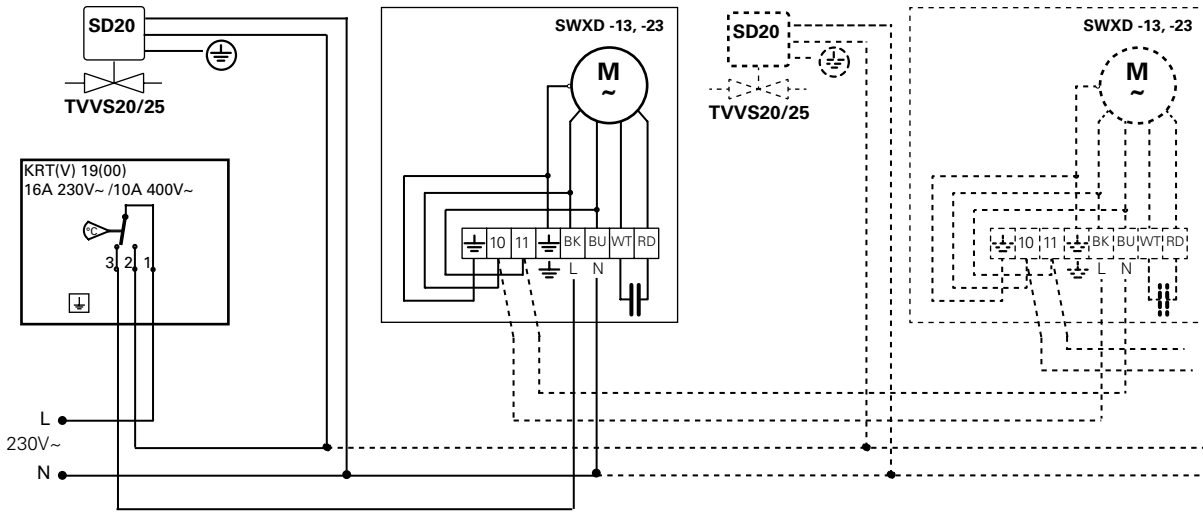 SD20
TVVS20/25
KRT(V) 19(00)
16A 230V~ /10A 400V~
°C
3 2 1
L
230V~
N
SWXD -13, -23
M
~
10 11 BK BU WT RD
L N
SD20
TVVS20/25
SWXD -13, -23
M
~
10 11 BK BU WT RD
L N